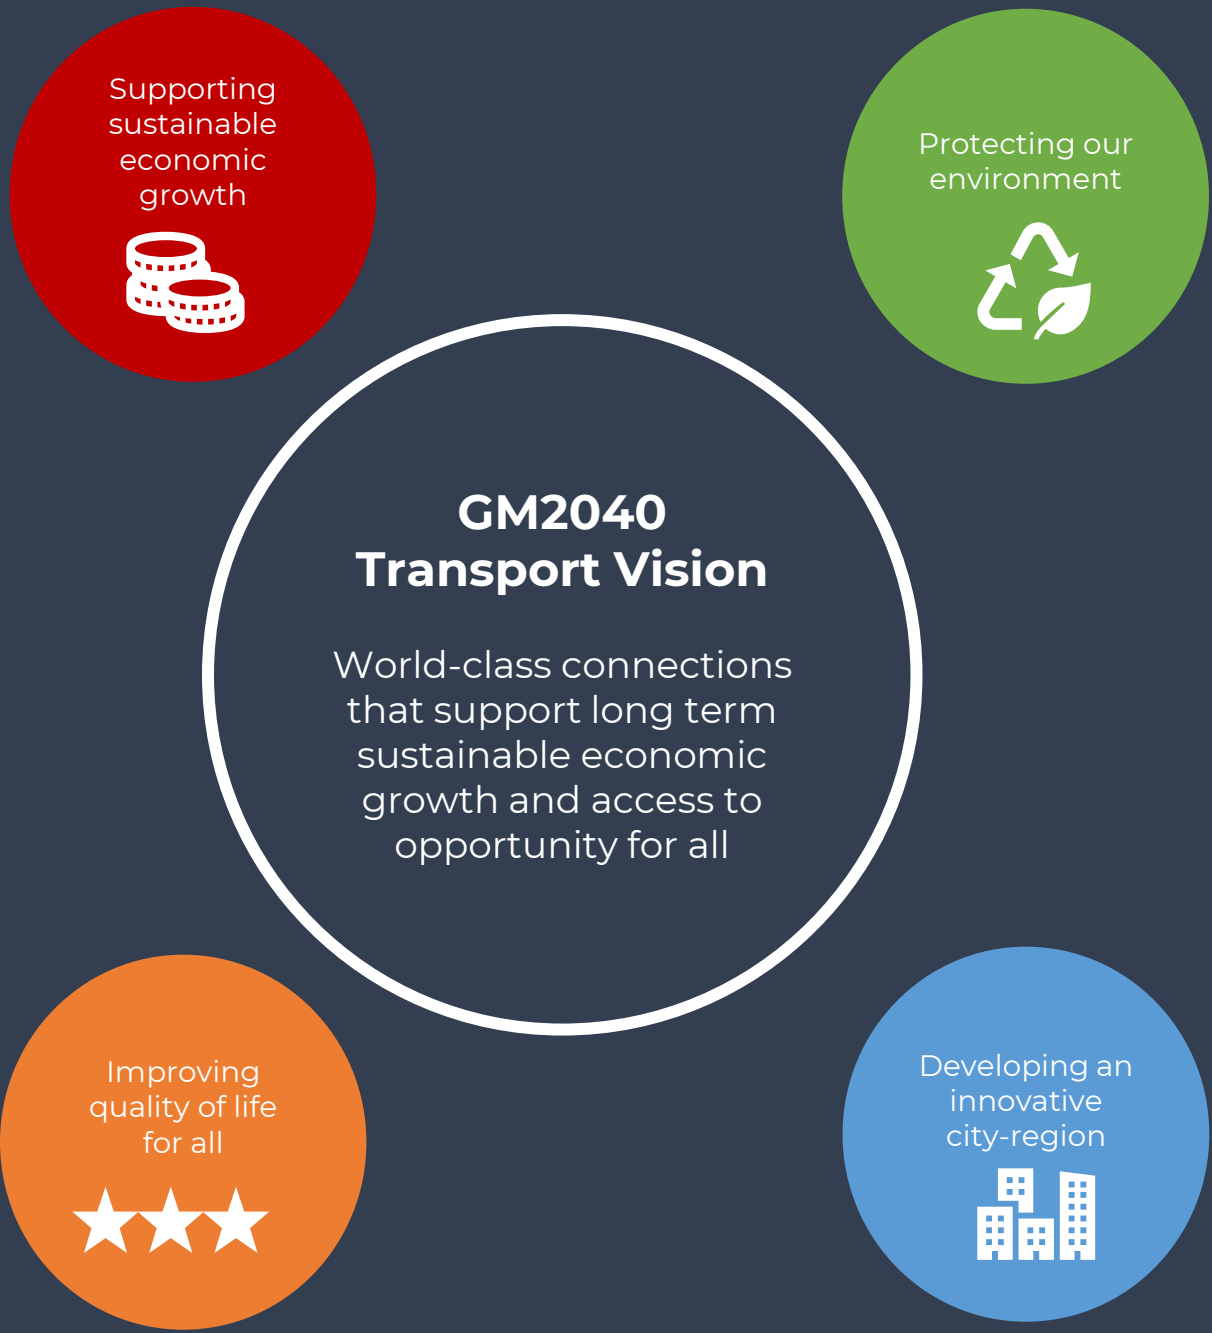 Supporting
sustainable
economic
growth
Protecting our
environment
GM2040
Transport Vision
World-class connections
that support long term
sustainable economic
growth and access to
opportunity for all
Improving
quality of life
for all
Developing an
innovative
city-region